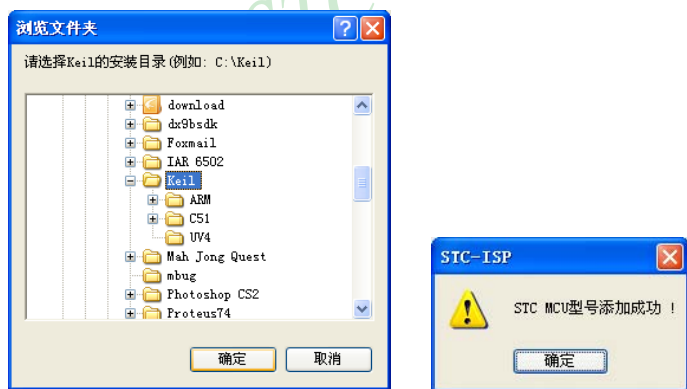 STC
浏览文件夹
请选择Keil的安装目录(例如: C:\Keil)
download
dx9bsdk
Foxmail
IAR 6502
Keil
ARM
C51
UV4
Mah Jong Quest
mbug
Photoshop CS2
Proteus74
确定
取消
STC-ISP
STC MCU型号添加成功 !
确定